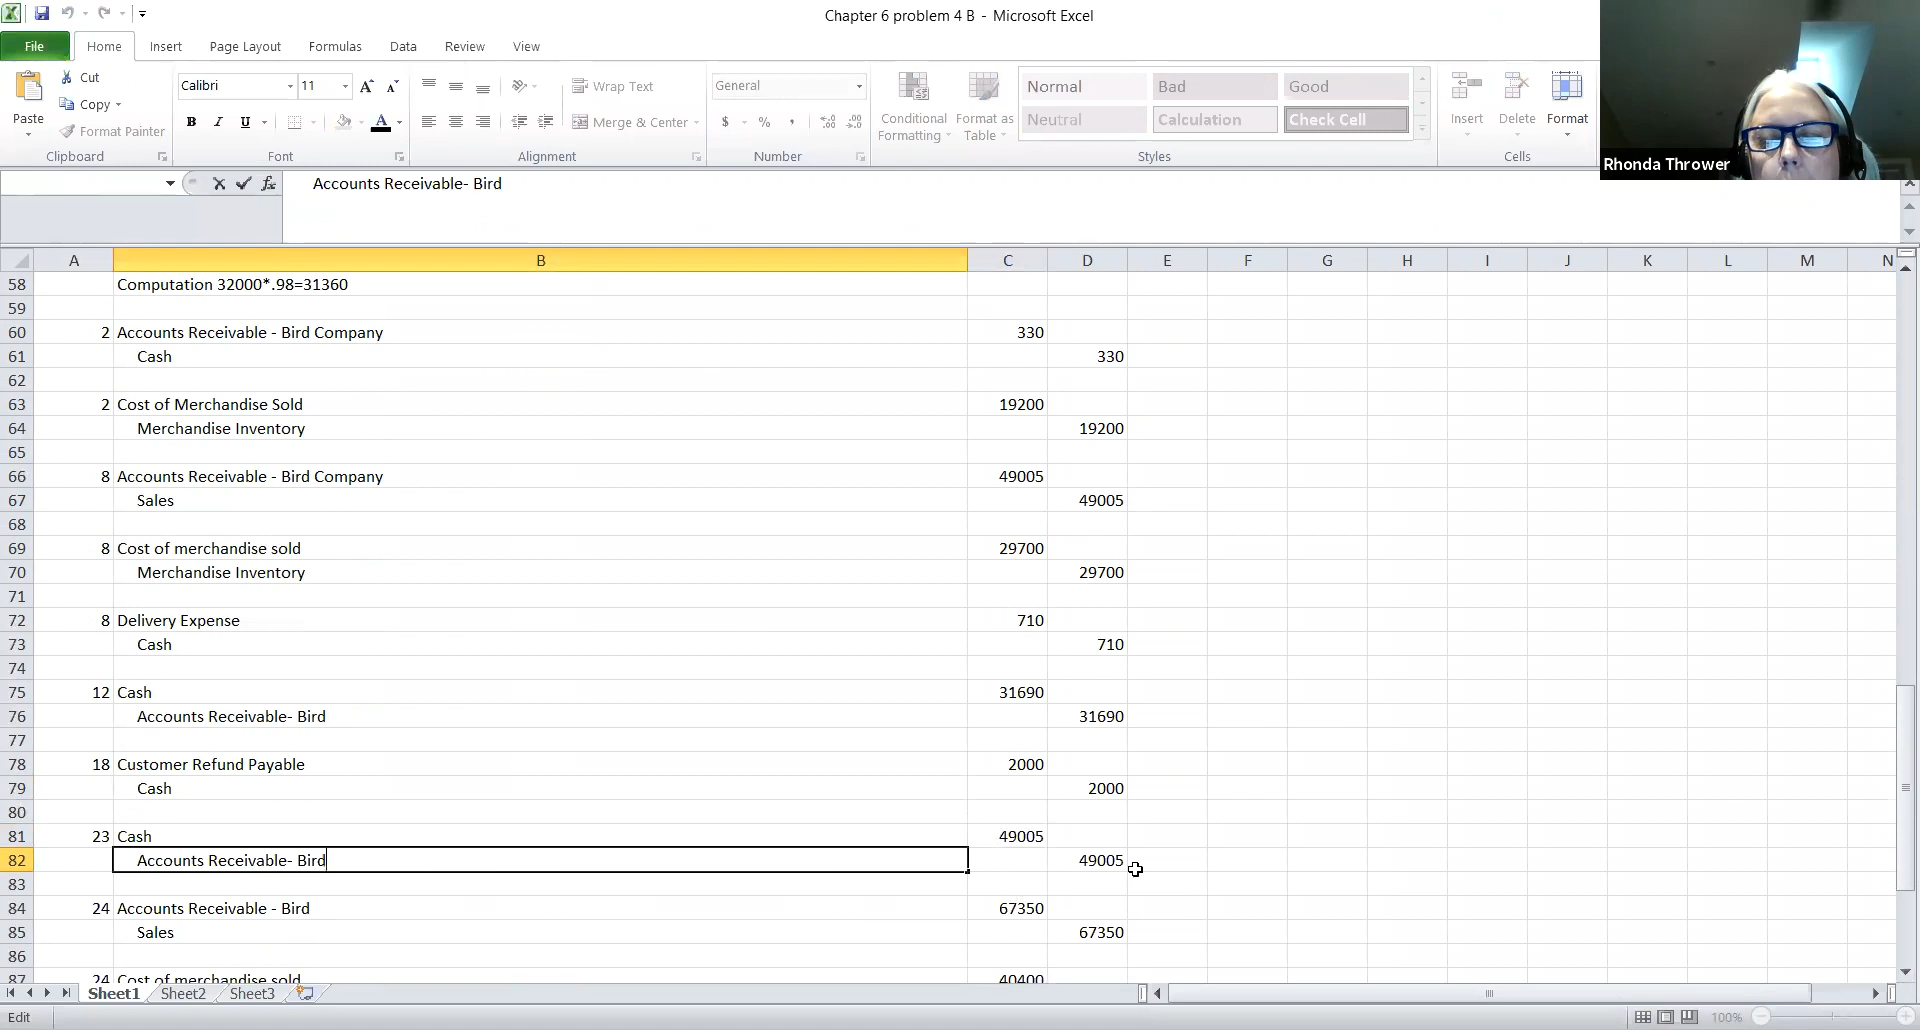 Chapter 6 problem 4 B - Microsoft Excel
File Home Insert Page Layout Formulas Data Review View
Paste
Cut
Copy
Format Painter
Clipboard
Calibri 11 A A
B I U A
Font
Wrap Text
Merge & Center
Alignment
General
$ % ,
Number
Conditional Formatting
Format as Table
Normal Bad Good
Neutral Calculation Check Cell
Styles
Insert Delete Format
Cells
Rhonda Thrower
fx Accounts Receivable- Bird
A B C D E F G H I J K L M N
58 Computation 32000*.98=31360
59
60 2 Accounts Receivable - Bird Company 330
61 Cash 330
62
63 2 Cost of Merchandise Sold 19200
64 Merchandise Inventory 19200
65
66 8 Accounts Receivable - Bird Company 49005
67 Sales 49005
68
69 8 Cost of merchandise sold 29700
70 Merchandise Inventory 29700
71
72 8 Delivery Expense 710
73 Cash 710
74
75 12 Cash 31690
76 Accounts Receivable- Bird 31690
77
78 18 Customer Refund Payable 2000
79 Cash 2000
80
81 23 Cash 49005
82 Accounts Receivable- Bird 49005
83
84 24 Accounts Receivable - Bird 67350
85 Sales 67350
86
87 24 Cost of merchandise sold 40400
Sheet1 Sheet2 Sheet3
Edit 100%